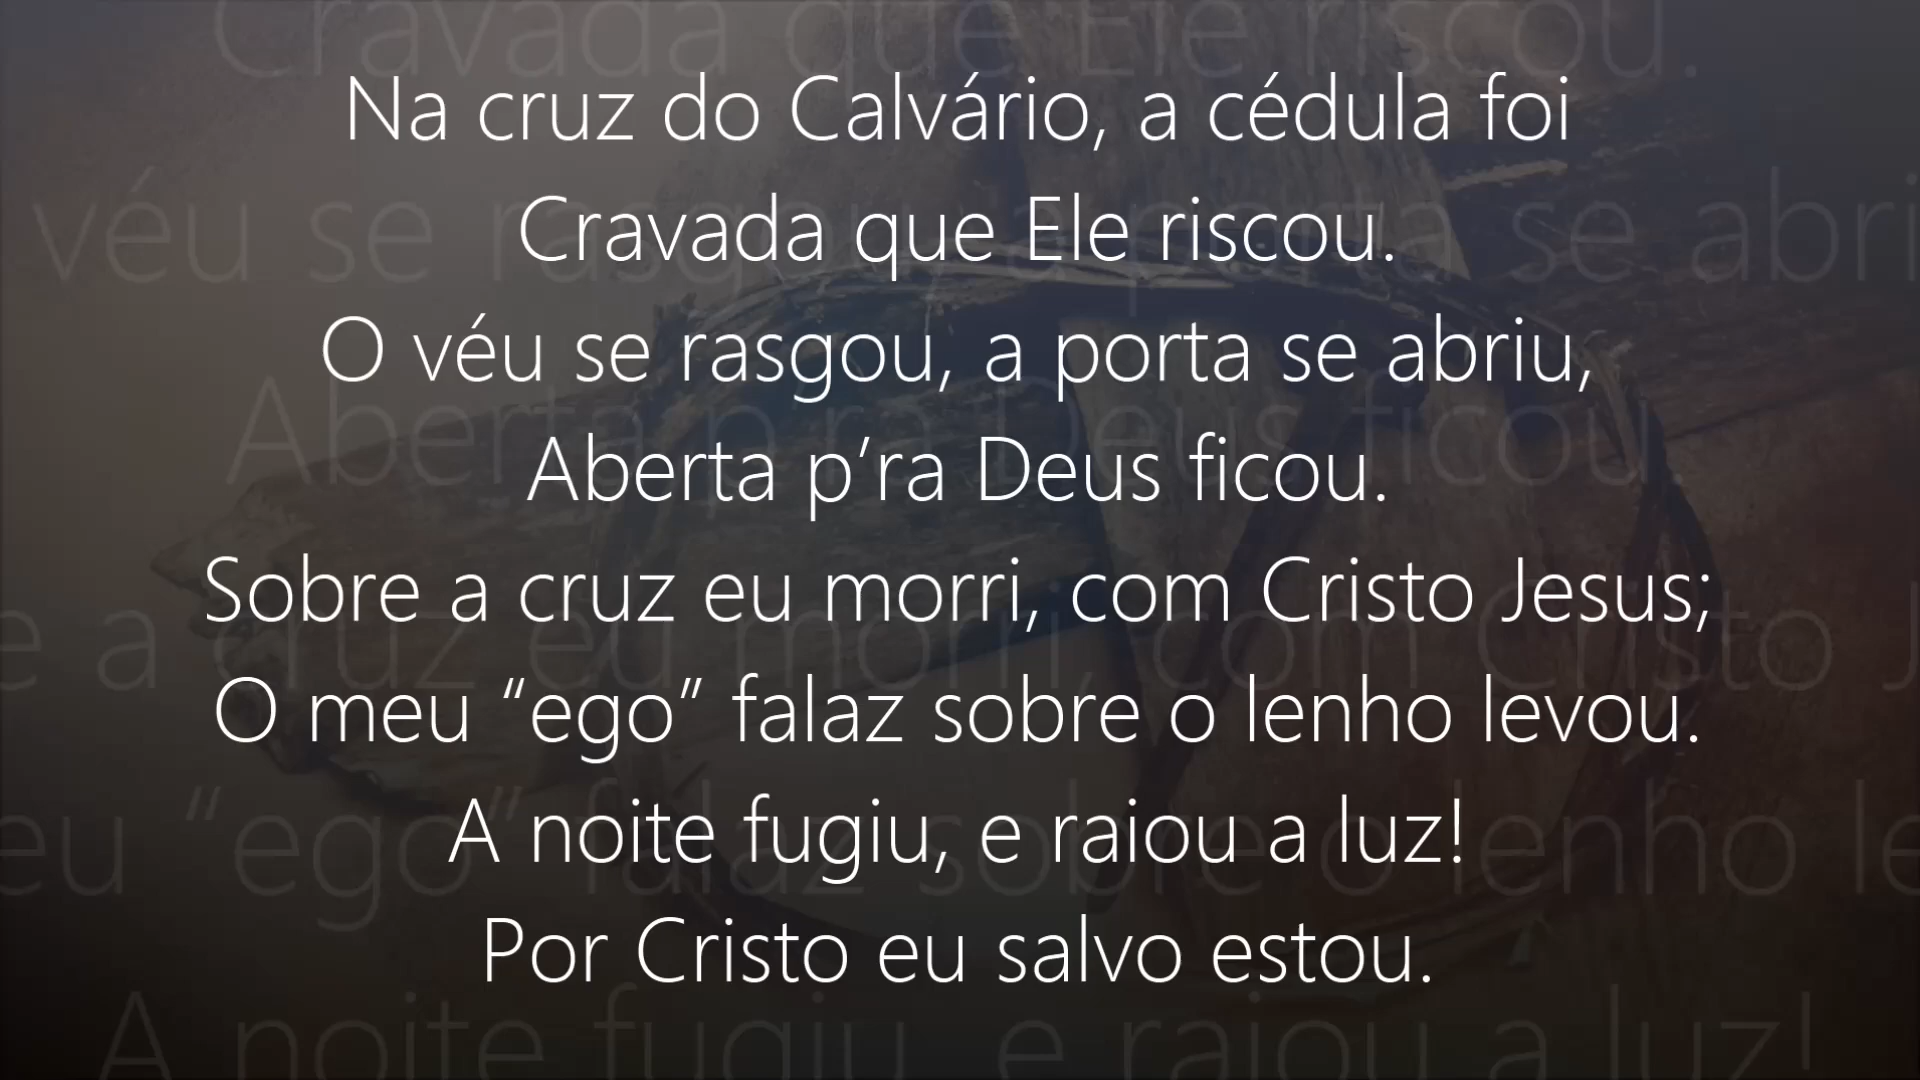 Na cruz do Calvário, a cédula foi
Cravada que Ele riscou.
O véu se rasgou, a porta se abriu,
Aberta p’ra Deus ficou.
Sobre a cruz eu morri, com Cristo Jesus;
O meu “ego” falaz sobre o lenho levou.
A noite fugiu, e raiou a luz!
Por Cristo eu salvo estou.